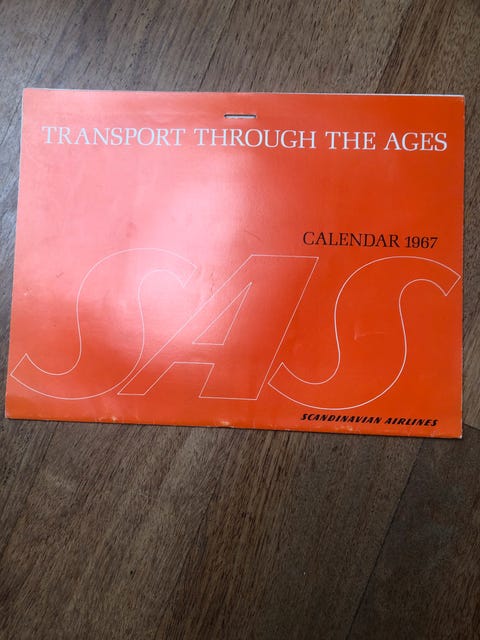 TRANSPORT THROUGH THE AGES
CALENDAR 1967
SAS
SCANDINAVIAN AIRLINES